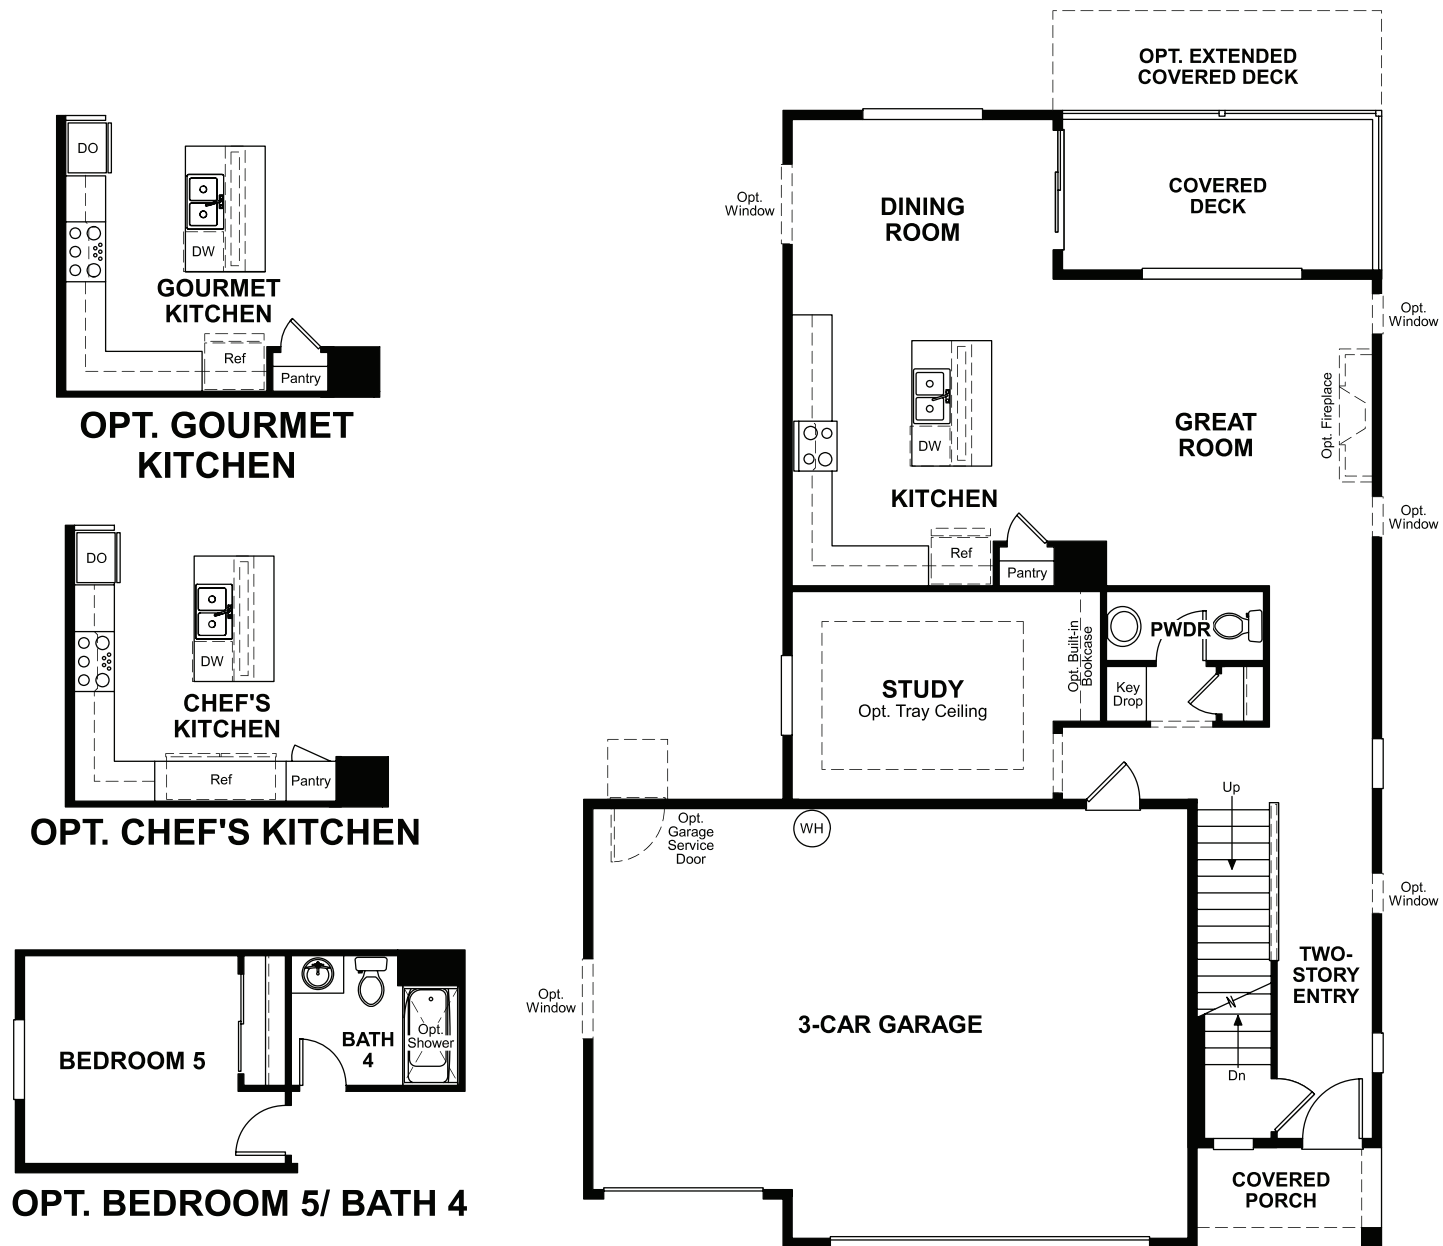 OPT. EXTENDED
COVERED DECK
COVERED
DECK
DINING
ROOM
Opt.
Window
Opt.
Window
GREAT
ROOM
Opt. Fireplace
Opt.
Window
DW
KITCHEN
Ref
Pantry
STUDY
Opt. Tray Ceiling
Opt. Built-in
Bookcase
PWDR
Key
Drop
Up
Opt.
Garage
Service
Door
WH
Opt.
Window
TWO-
STORY
ENTRY
Opt.
Window
3-CAR GARAGE
Dn
COVERED
PORCH
DO
DW
GOURMET
KITCHEN
Ref
Pantry
OPT. GOURMET
KITCHEN
DO
DW
CHEF'S
KITCHEN
Ref
Pantry
OPT. CHEF'S KITCHEN
BEDROOM 5
BATH
4
Opt.
Shower
OPT. BEDROOM 5/ BATH 4